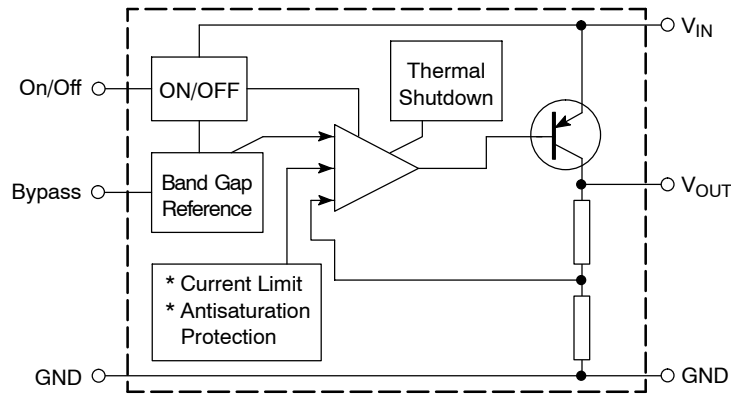 V_IN
On/Off
ON/OFF
Thermal
Shutdown
Bypass
Band Gap
Reference
V_OUT
* Current Limit
* Antisaturation
Protection
GND
GND